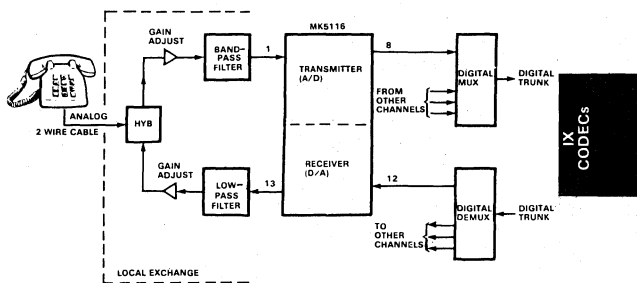 MK5116
GAIN
ADJUST
BAND-
PASS
FILTER
1
TRANSMITTER
(A/D)
8
DIGITAL
MUX
DIGITAL
TRUNK
FROM
OTHER
CHANNELS
ANALOG
2 WIRE CABLE
HYB
IX
CODECs
GAIN
ADJUST
LOW-
PASS
FILTER
13
RECEIVER
(D/A)
12
DIGITAL
DEMUX
DIGITAL
TRUNK
TO
OTHER
CHANNELS
LOCAL EXCHANGE